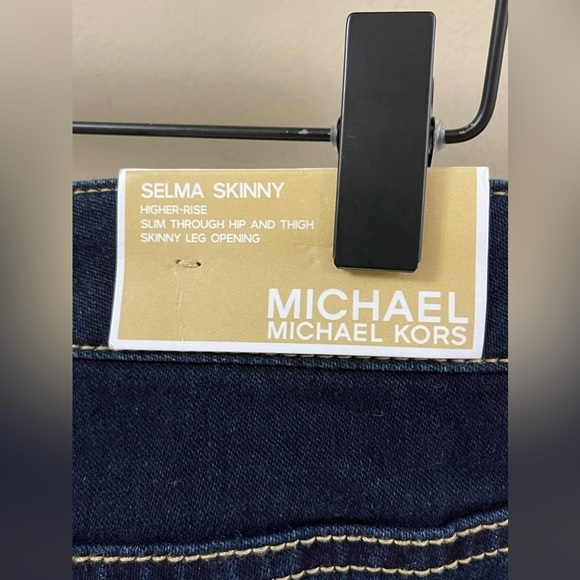 SELMA SKINNY
HIGHER-RISE
SLIM THROUGH HIP AND THIGH
SKINNY LEG OPENING
MICHAEL
MICHAEL KORS